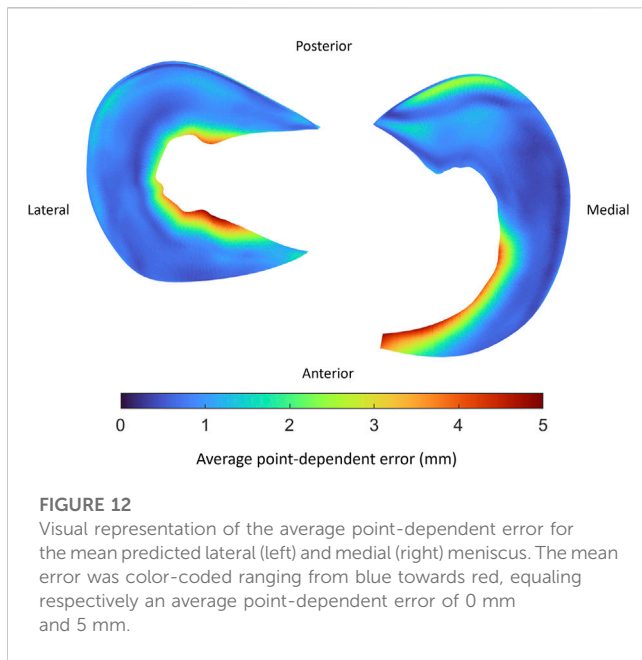 Posterior
Lateral
Medial
Anterior
0 1 2 3 4 5
Average point-dependent error (mm)
FIGURE 12
Visual representation of the average point-dependent error for
the mean predicted lateral (left) and medial (right) meniscus. The mean
error was color-coded ranging from blue towards red, equaling
respectively an average point-dependent error of 0 mm
and 5 mm.